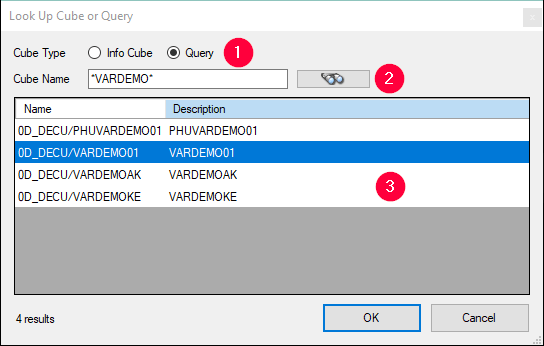 Look Up Cube or Query
Cube Type Info Cube Query 1
Cube Name *VARDEMO* 2
Name Description
0D_DECU/PHUVARDEMO01 PHUVARDEMO01
0D_DECU/VARDEMO01 VARDEMO01
0D_DECU/VARDEMOAK VARDEMOAK
3
0D_DECU/VARDEMOKE VARDEMOKE
4 results OK Cancel